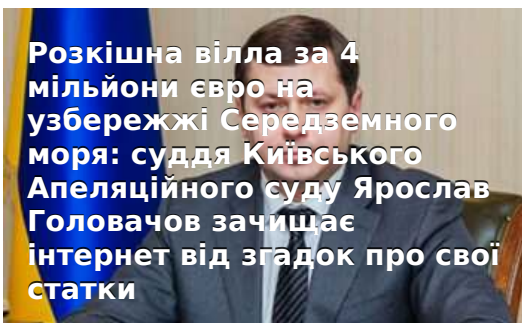 Розкішна вілла за 4
мільйони євро на
узбережжі Середземного
моря: суддя Київського
Апеляційного суду Ярослав
Головачов зачищає
інтернет від згадок про свої
статки